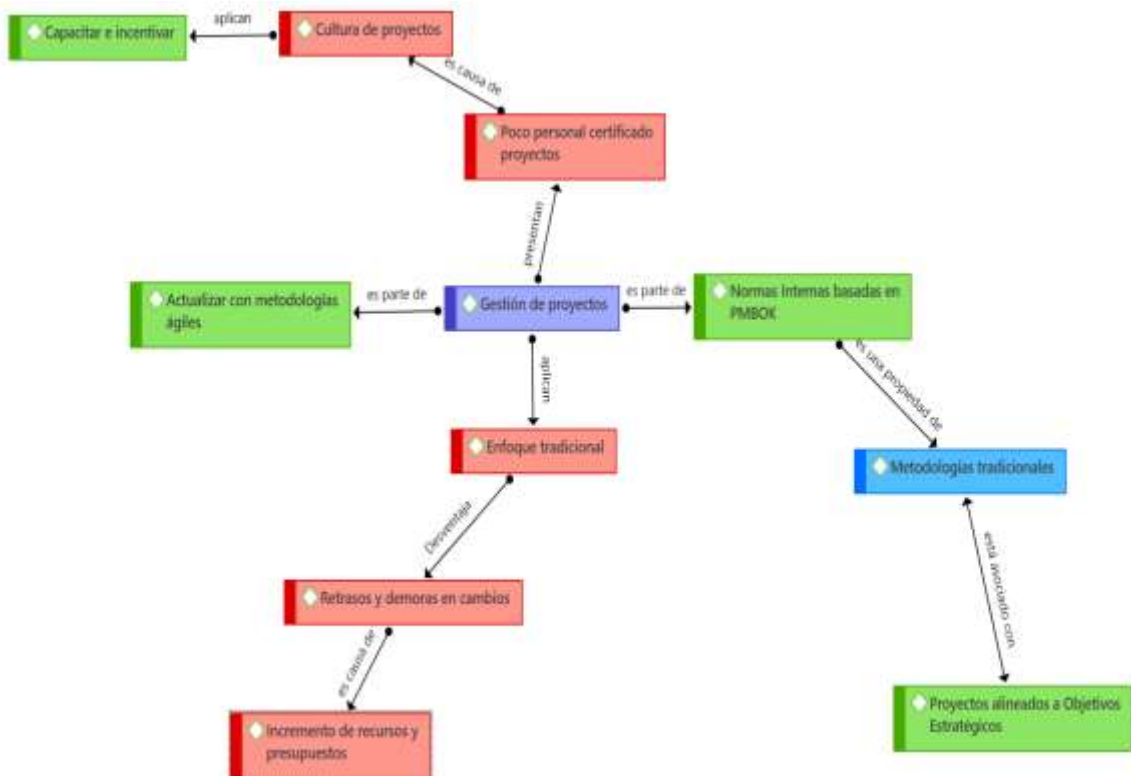 aplican
Capacitar e incentivar
Cultura de proyectos
es causa de
Poco personal certificado
proyectos
presentan
Actualizar con metodologías
ágiles
es parte de
Gestión de proyectos
es parte de
Normas Internas basadas en
PMBOK
aplican
es una propiedad de
Enfoque tradicional
Metodologías tradicionales
Desventaja
está asociado con
Retrasos y demoras en cambios
es causa de
Proyectos alineados a Objetivos
Estratégicos
Incremento de recursos y
presupuestos